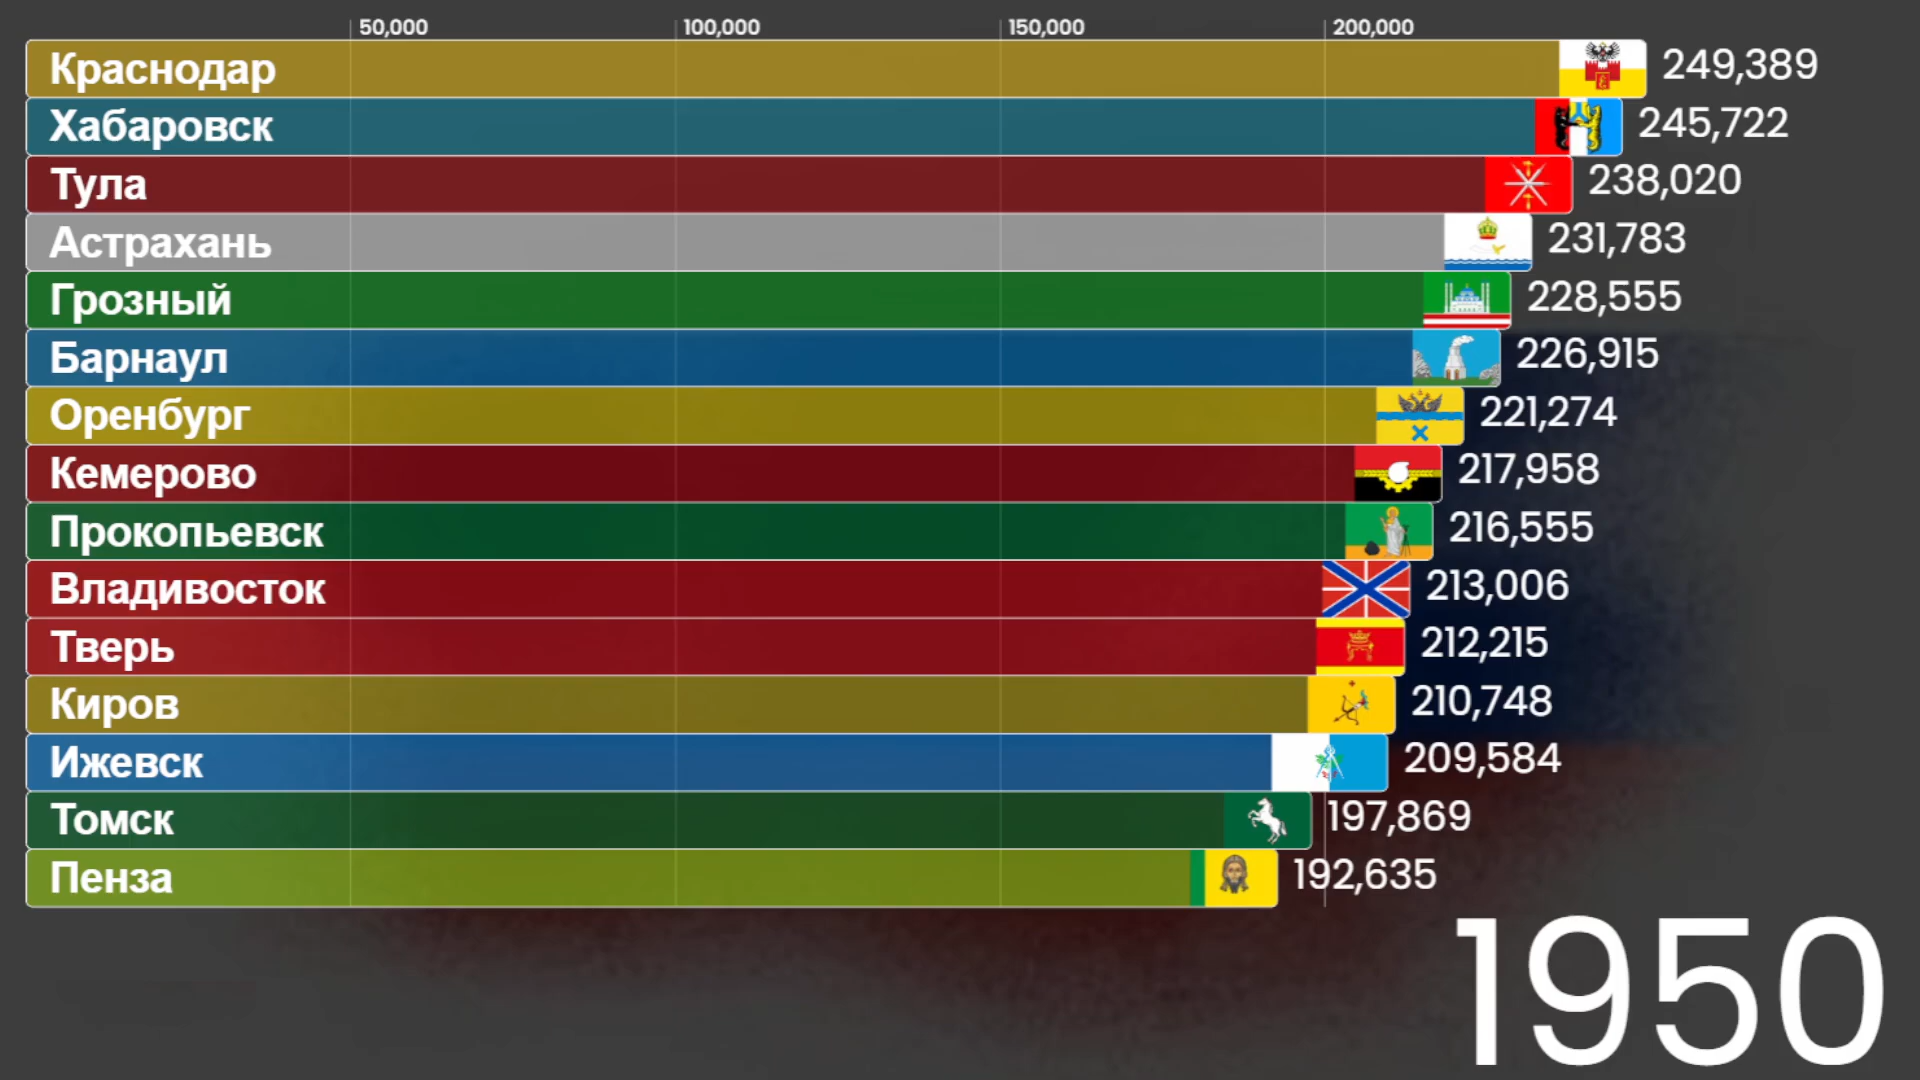 50,000 100,000 150,000 200,000
Краснодар 249,389
Хабаровск 245,722
Тула 238,020
Астрахань 231,783
Грозный 228,555
Барнаул 226,915
Оренбург 221,274
Кемерово 217,958
Прокопьевск 216,555
Владивосток 213,006
Тверь 212,215
Киров 210,748
Ижевск 209,584
Томск 197,869
Пенза 192,635
1950